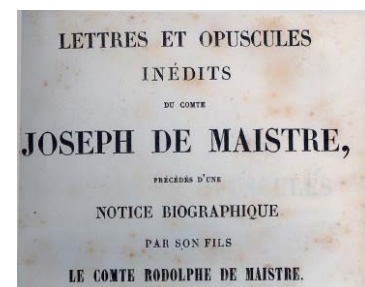 LETTRES ET OPUSCULES
INÉDITS
DU COMTE
JOSEPH DE MAISTRE,
PRÉCÉDÉS D'UNE
NOTICE BIOGRAPHIQUE
PAR SON FILS
LE COMTE RODOLPHE DE MAISTRE.